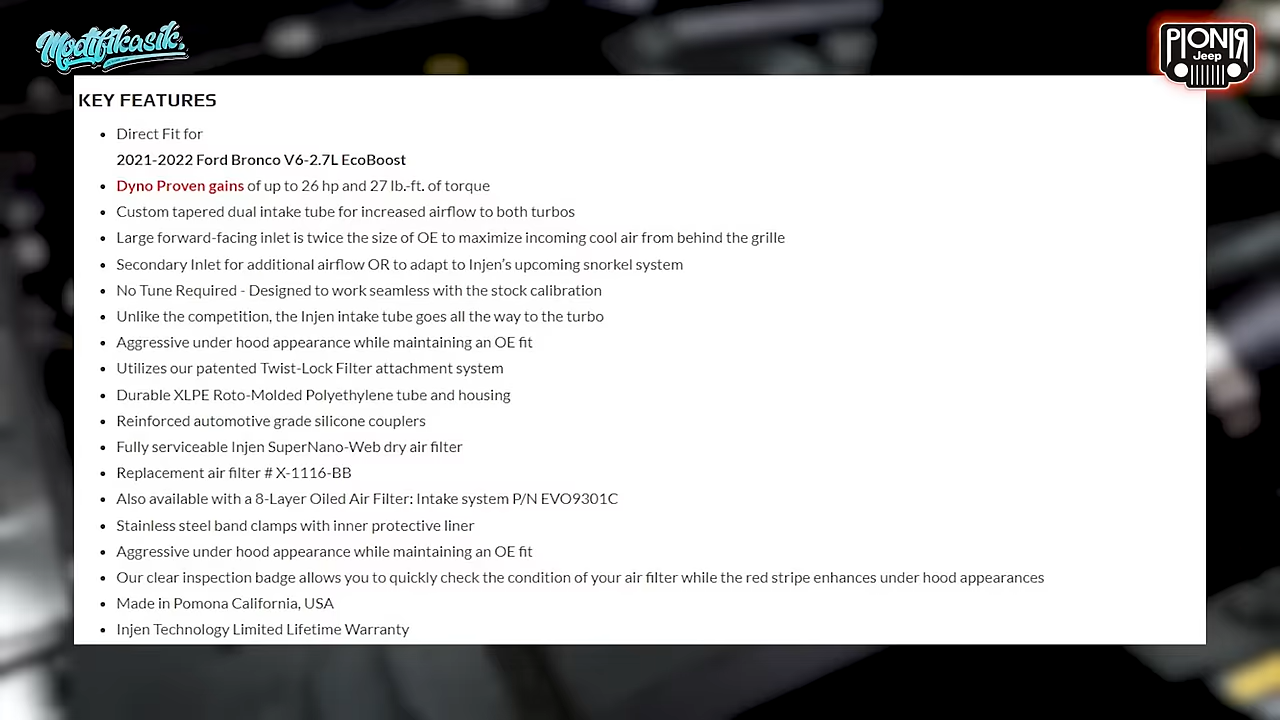 Modifikasik.
PIONIR
Jeep
KEY FEATURES
• Direct Fit for
2021-2022 Ford Bronco V6-2.7L EcoBoost
• Dyno Proven gains of up to 26 hp and 27 lb.-ft. of torque
• Custom tapered dual intake tube for increased airflow to both turbos
• Large forward-facing inlet is twice the size of OE to maximize incoming cool air from behind the grille
• Secondary Inlet for additional airflow OR to adapt to Injen’s upcoming snorkel system
• No Tune Required - Designed to work seamless with the stock calibration
• Unlike the competition, the Injen intake tube goes all the way to the turbo
• Aggressive under hood appearance while maintaining an OE fit
• Utilizes our patented Twist-Lock Filter attachment system
• Durable XLPE Roto-Molded Polyethylene tube and housing
• Reinforced automotive grade silicone couplers
• Fully serviceable Injen SuperNano-Web dry air filter
• Replacement air filter # X-1116-BB
• Also available with a 8-Layer Oiled Air Filter: Intake system P/N EVO9301C
• Stainless steel band clamps with inner protective liner
• Aggressive under hood appearance while maintaining an OE fit
• Our clear inspection badge allows you to quickly check the condition of your air filter while the red stripe enhances under hood appearances
• Made in Pomona California, USA
• Injen Technology Limited Lifetime Warranty